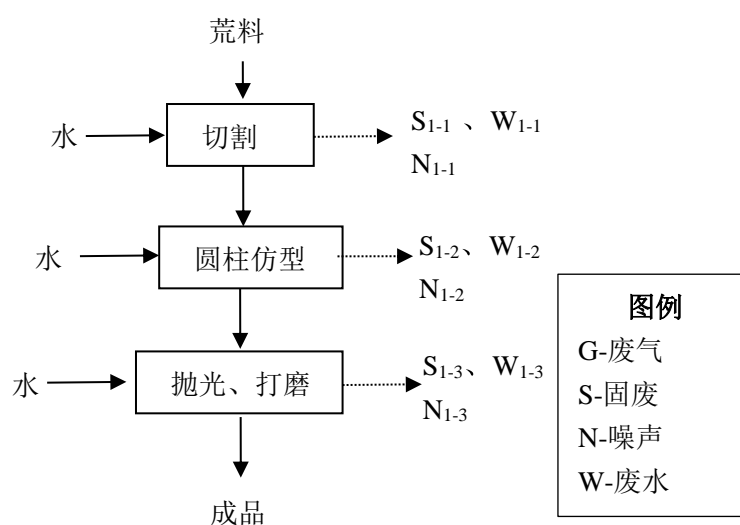 荒料
水
切割
S1-1 、W1-1
N1-1
水
圆柱仿型
S1-2、W1-2
N1-2
水
抛光、打磨
S1-3、W1-3
N1-3
成品
图例
G-废气
S-固废
N-噪声
W-废水